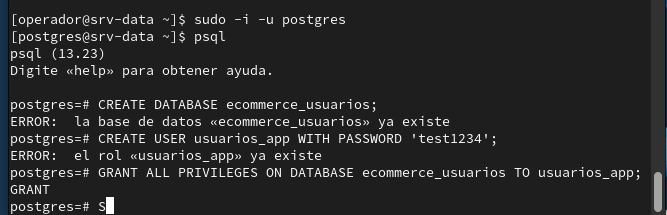 [operador@srv-data ~]$ sudo -i -u postgres
[postgres@srv-data ~]$ psql
psql (13.23)
Digite «help» para obtener ayuda.
postgres=# CREATE DATABASE ecommerce_usuarios;
ERROR:  la base de datos «ecommerce_usuarios» ya existe
postgres=# CREATE USER usuarios_app WITH PASSWORD 'test1234';
ERROR:  el rol «usuarios_app» ya existe
postgres=# GRANT ALL PRIVILEGES ON DATABASE ecommerce_usuarios TO usuarios_app;
GRANT
postgres=# S